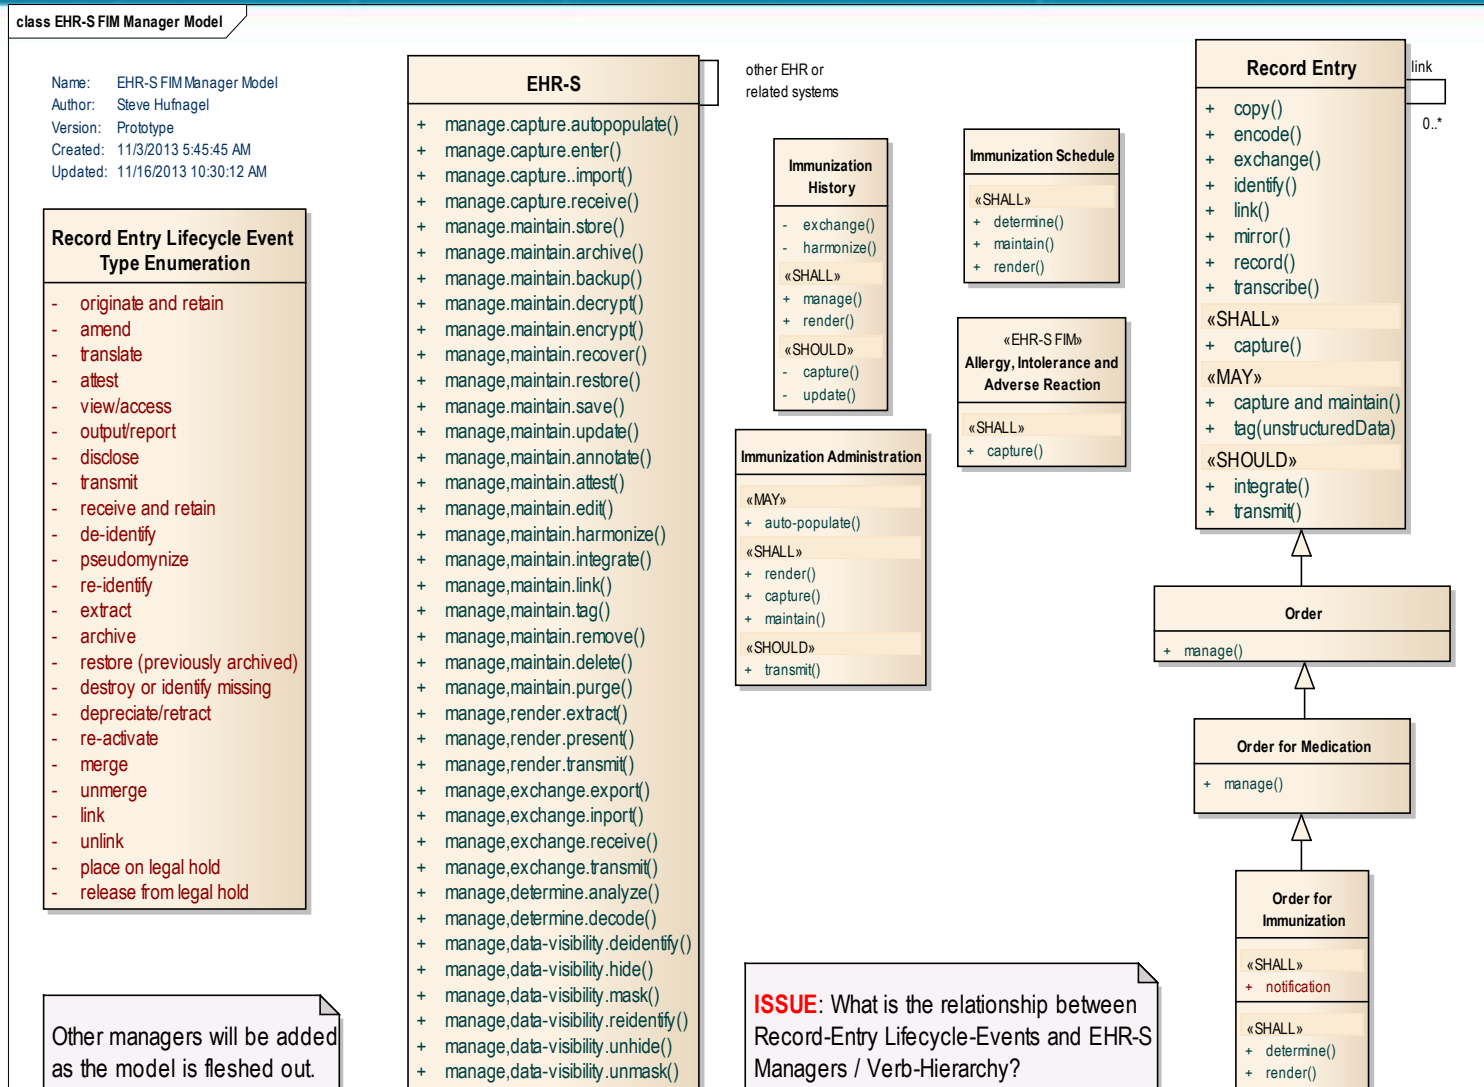 class EHR-S FIM Manager Model
Name: EHR-S FIM Manager Model
Author: Steve Hufnagel
Version: Prototype
Created: 11/3/2013 5:45:45 AM
Updated: 11/16/2013 10:30:12 AM
Record Entry Lifecycle Event
Type Enumeration
- originate and retain
- amend
- translate
- attest
- view/access
- output/report
- disclose
- transmit
- receive and retain
- de-identify
- pseudomynize
- re-identify
- extract
- archive
- restore (previously archived)
- destroy or identify missing
- depreciate/retract
- re-activate
- merge
- unmerge
- link
- unlink
- place on legal hold
- release from legal hold
Other managers will be added
as the model is fleshed out.
EHR-S
+ manage.capture.autopopulate()
+ manage.capture.enter()
+ manage.capture..import()
+ manage.capture.receive()
+ manage.maintain.store()
+ manage.maintain.archive()
+ manage.maintain.backup()
+ manage.maintain.decrypt()
+ manage.maintain.encrypt()
+ manage,maintain.recover()
+ manage,maintain.restore()
+ manage.maintain.save()
+ manage,maintain.update()
+ manage,maintain.annotate()
+ manage,maintain.attest()
+ manage,maintain.edit()
+ manage,maintain.harmonize()
+ manage,maintain.integrate()
+ manage,maintain.link()
+ manage,maintain.tag()
+ manage,maintain.remove()
+ manage,maintain.delete()
+ manage,maintain.purge()
+ manage,render.extract()
+ manage,render.present()
+ manage,render.transmit()
+ manage,exchange.export()
+ manage,exchange.inport()
+ manage,exchange.receive()
+ manage,exchange.transmit()
+ manage,determine.analyze()
+ manage,determine.decode()
+ manage,data-visibility.deidentify()
+ manage,data-visibility.hide()
+ manage,data-visibility.mask()
+ manage,data-visibility.reidentify()
+ manage,data-visibility.unhide()
+ manage,data-visibility.unmask()
other EHR or
related systems
Immunization
History
- exchange()
- harmonize()
«SHALL»
+ manage()
+ render()
«SHOULD»
- capture()
- update()
Immunization Schedule
«SHALL»
+ determine()
+ maintain()
+ render()
«EHR-S FIM»
Allergy, Intolerance and
Adverse Reaction
«SHALL»
+ capture()
Immunization Administration
«MAY»
+ auto-populate()
«SHALL»
+ render()
+ capture()
+ maintain()
«SHOULD»
+ transmit()
ISSUE: What is the relationship between
Record-Entry Lifecycle-Events and EHR-S
Managers / Verb-Hierarchy?
Record Entry
+ copy()
+ encode()
+ exchange()
+ identify()
+ link()
+ mirror()
+ record()
+ transcribe()
«SHALL»
+ capture()
«MAY»
+ capture and maintain()
+ tag(unstructuredData)
«SHOULD»
+ integrate()
+ transmit()
link
0..*
Order
+ manage()
Order for Medication
+ manage()
Order for
Immunization
«SHALL»
+ notification
«SHALL»
+ determine()
+ render()